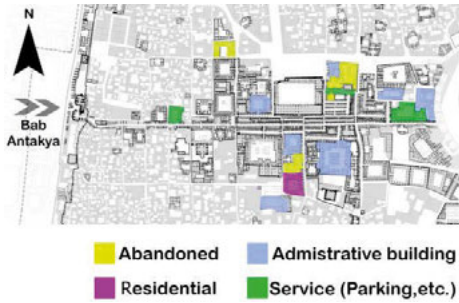 N
Bab
Antakya
Abandoned
Admistrative building
Residential
Service (Parking,etc.)